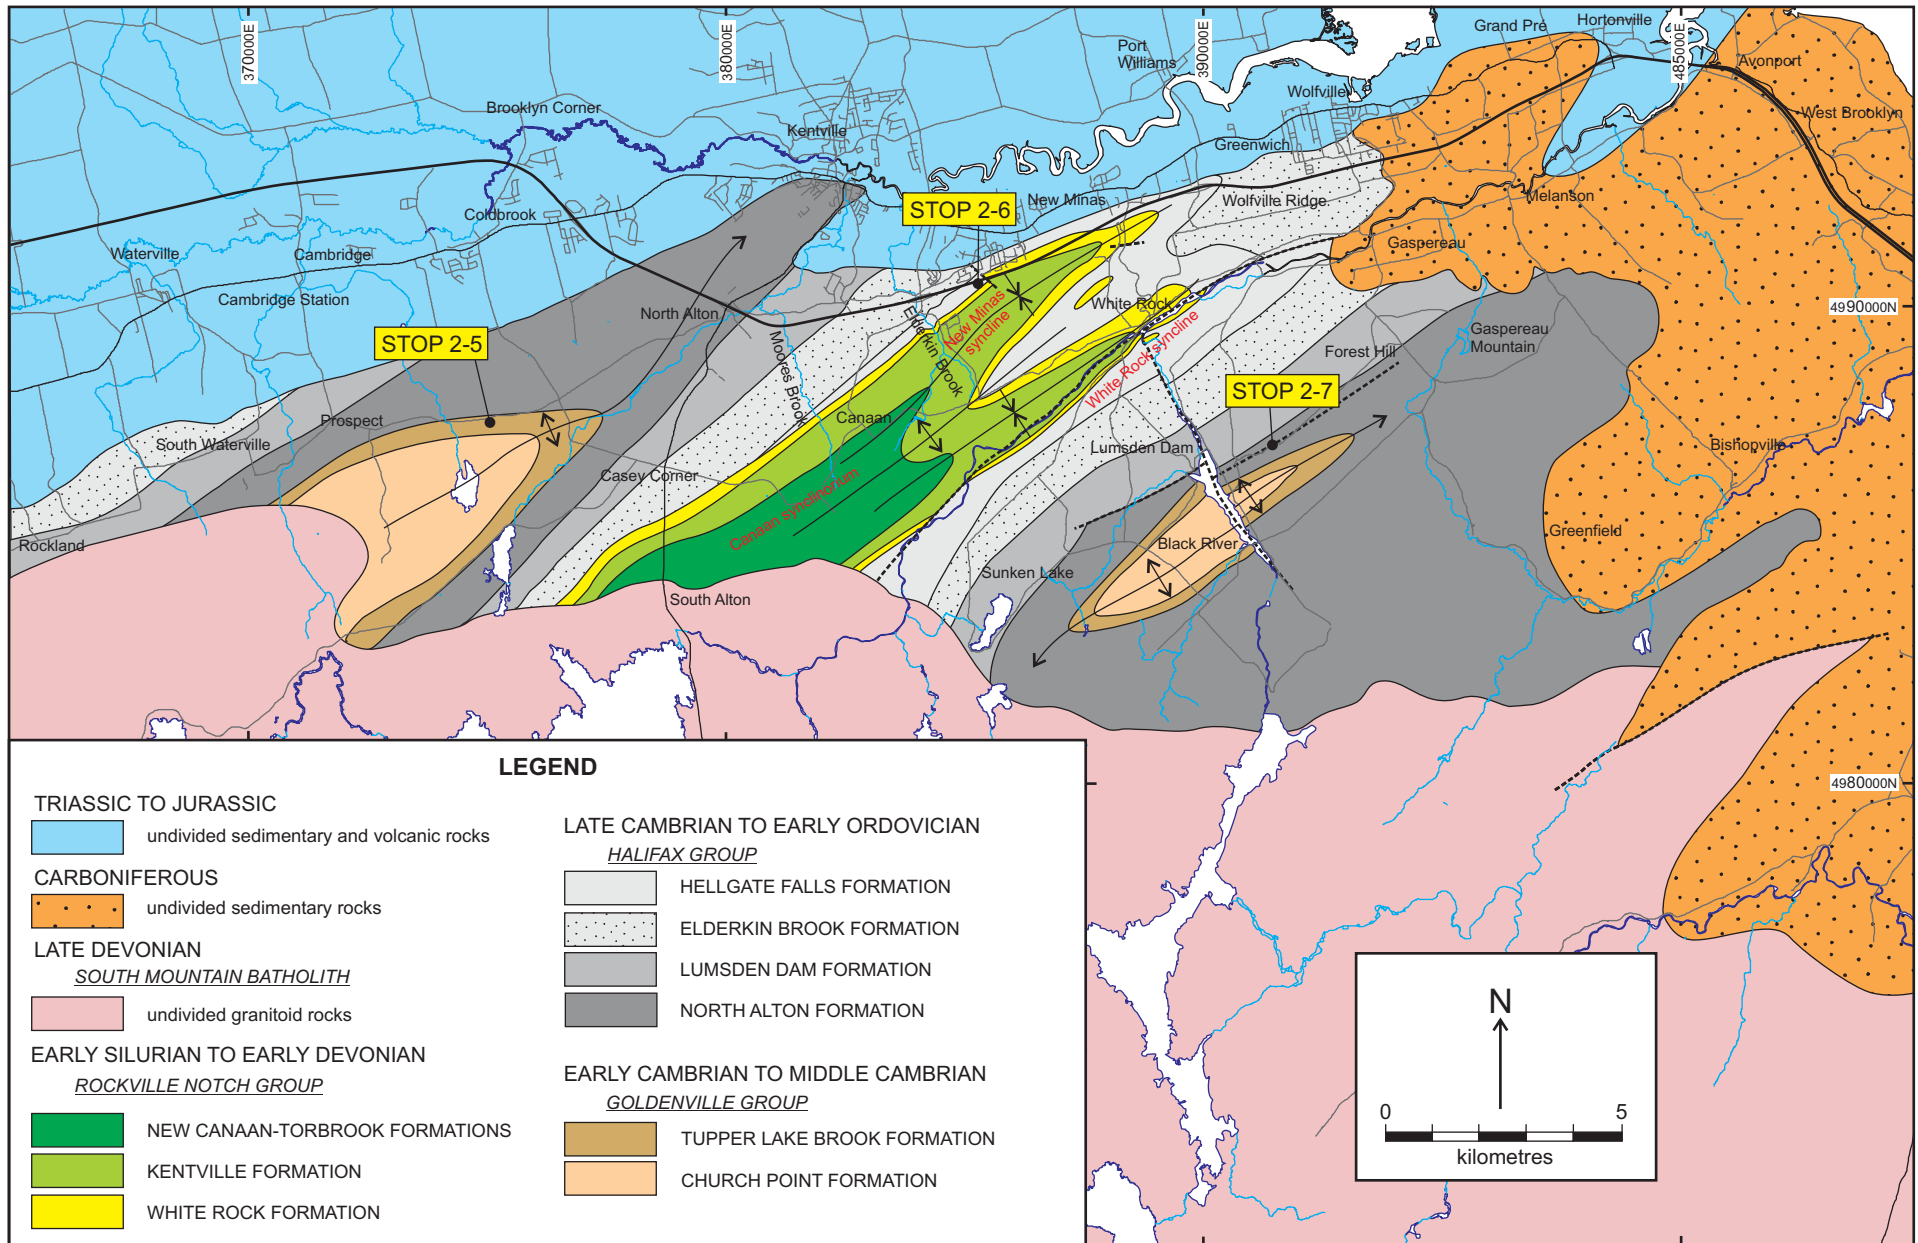 370000E
380000E
390000E
485000E
Grand Pré
Hortonville
Port
Williams
Avonport
Wolfville
Brooklyn Corner
West Brooklyn
Kentville
Greenwich
STOP 2-6
New Minas
Wolfville Ridge
Melanson
Coldbrook
Gaspereau
Waterville
Cambridge
Cambridge Station
North Alton
White Rock
4990000N
New Minas
syncline
Elderkin Brook
STOP 2-5
Moores Brook
White Rock syncline
Gaspereau
Mountain
Forest Hill
STOP 2-7
Prospect
Canaan
South Waterville
Lumsden Dam
Bishopville
Casey Corner
Canaan synclinorium
Greenfield
Rockland
Black River
Sunken Lake
South Alton
4980000N
LEGEND
TRIASSIC TO JURASSIC
undivided sedimentary and volcanic rocks
CARBONIFEROUS
undivided sedimentary rocks
LATE DEVONIAN
SOUTH MOUNTAIN BATHOLITH
undivided granitoid rocks
EARLY SILURIAN TO EARLY DEVONIAN
ROCKVILLE NOTCH GROUP
NEW CANAAN-TORBROOK FORMATIONS
KENTVILLE FORMATION
WHITE ROCK FORMATION
LATE CAMBRIAN TO EARLY ORDOVICIAN
HALIFAX GROUP
HELLGATE FALLS FORMATION
ELDERKIN BROOK FORMATION
LUMSDEN DAM FORMATION
NORTH ALTON FORMATION
EARLY CAMBRIAN TO MIDDLE CAMBRIAN
GOLDENVILLE GROUP
TUPPER LAKE BROOK FORMATION
CHURCH POINT FORMATION
N
0 5
kilometres